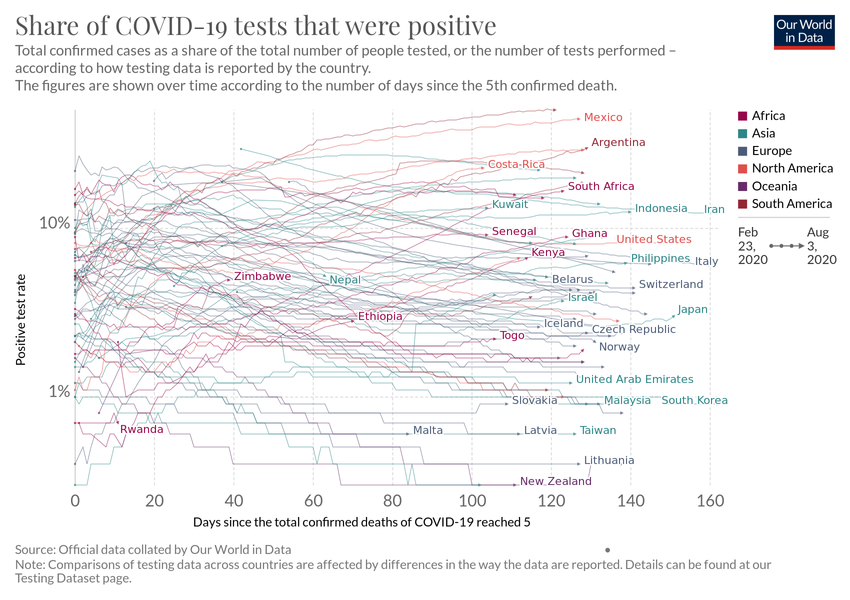 Share of COVID-19 tests that were positive
Our World
in Data
Total confirmed cases as a share of the total number of people tested, or the number of tests performed –
according to how testing data is reported by the country.
The figures are shown over time according to the number of days since the 5th confirmed death.
Mexico
Argentina
Costa Rica
South Africa
Kuwait
Indonesia
Iran
Senegal
Ghana
United States
Kenya
Philippines
Italy
Zimbabwe
Nepal
Belarus
Switzerland
Israel
Japan
Ethiopia
Iceland
Czech Republic
Togo
Norway
United Arab Emirates
Slovakia
Malaysia
South Korea
Rwanda
Malta
Latvia
Taiwan
Lithuania
New Zealand
Africa
Asia
Europe
North America
Oceania
South America
Feb
23,
2020
Aug
3,
2020
10%
1%
Positive test rate
0
20
40
60
80
100
120
140
160
Days since the total confirmed deaths of COVID-19 reached 5
Source: Official data collated by Our World in Data
Note: Comparisons of testing data across countries are affected by differences in the way the data are reported. Details can be found at our
Testing Dataset page.